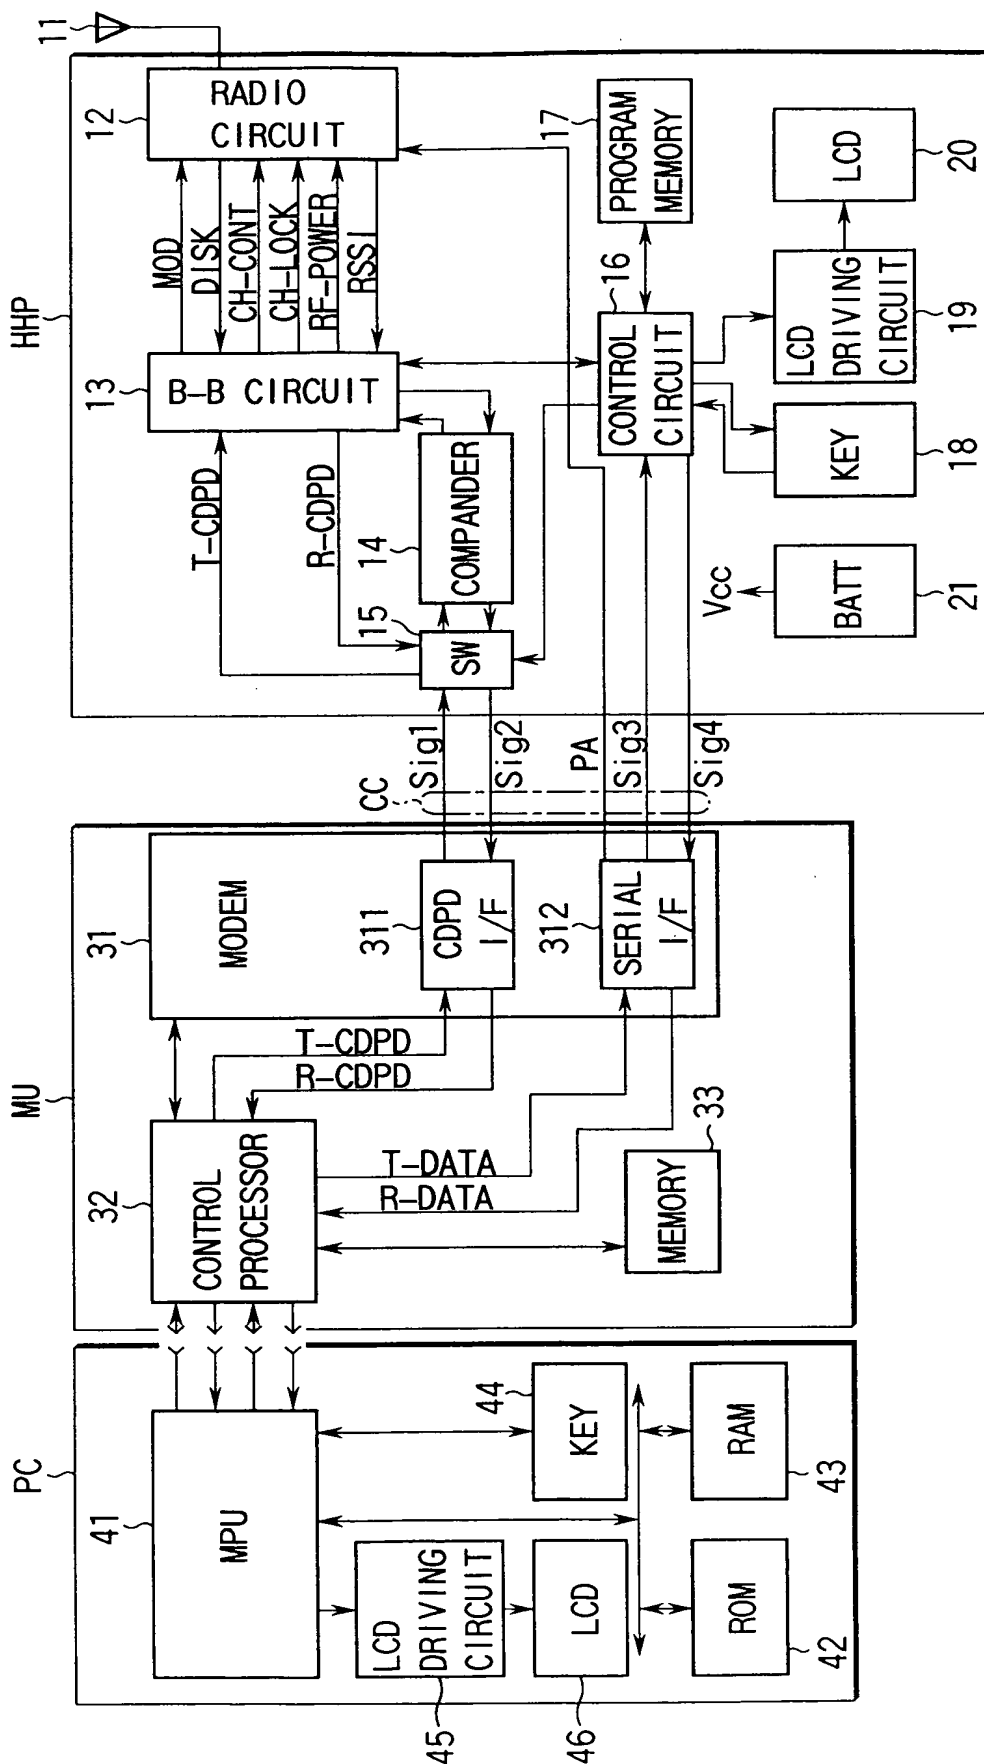 PC
41
MPU
LCD
DRIVING
CIRCUIT
45
LCD
46
KEY
44
ROM
42
RAM
43
MU
32
CONTROL
PROCESSOR
31
MODEM
T-CDPD
R-CDPD
311
CDPD
I/F
T-DATA
R-DATA
312
SERIAL
I/F
MEMORY
33
CC
Sig1
Sig2
PA
Sig3
Sig4
HHP
11
12
RADIO
CIRCUIT
MOD
DISK
CH-CONT
CH-LOCK
RF-POWER
RSSI
13
B-B CIRCUIT
T-CDPD
R-CDPD
14
COMPANDER
15
SW
16
CONTROL
CIRCUIT
17
PROGRAM
MEMORY
Vcc
BATT
21
KEY
18
LCD
DRIVING
CIRCUIT
19
LCD
20